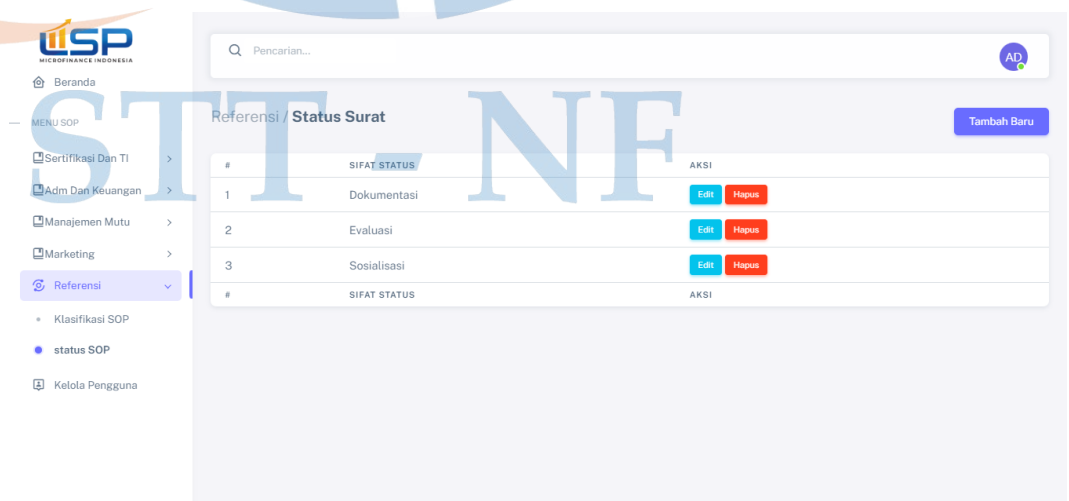 LSP
MICROFINANCE INDONESIA
Beranda
MENU SOP
Sertifikasi Dan TI
Adm Dan Keuangan
Manajemen Mutu
Marketing
Referensi
Klasifikasi SOP
status SOP
Kelola Pengguna
Pencarian...
AD
Referensi / Status Surat
Tambah Baru
# SIFAT STATUS AKSI
1 Dokumentasi Edit Hapus
2 Evaluasi Edit Hapus
3 Sosialisasi Edit Hapus
# SIFAT STATUS AKSI
STT - NF